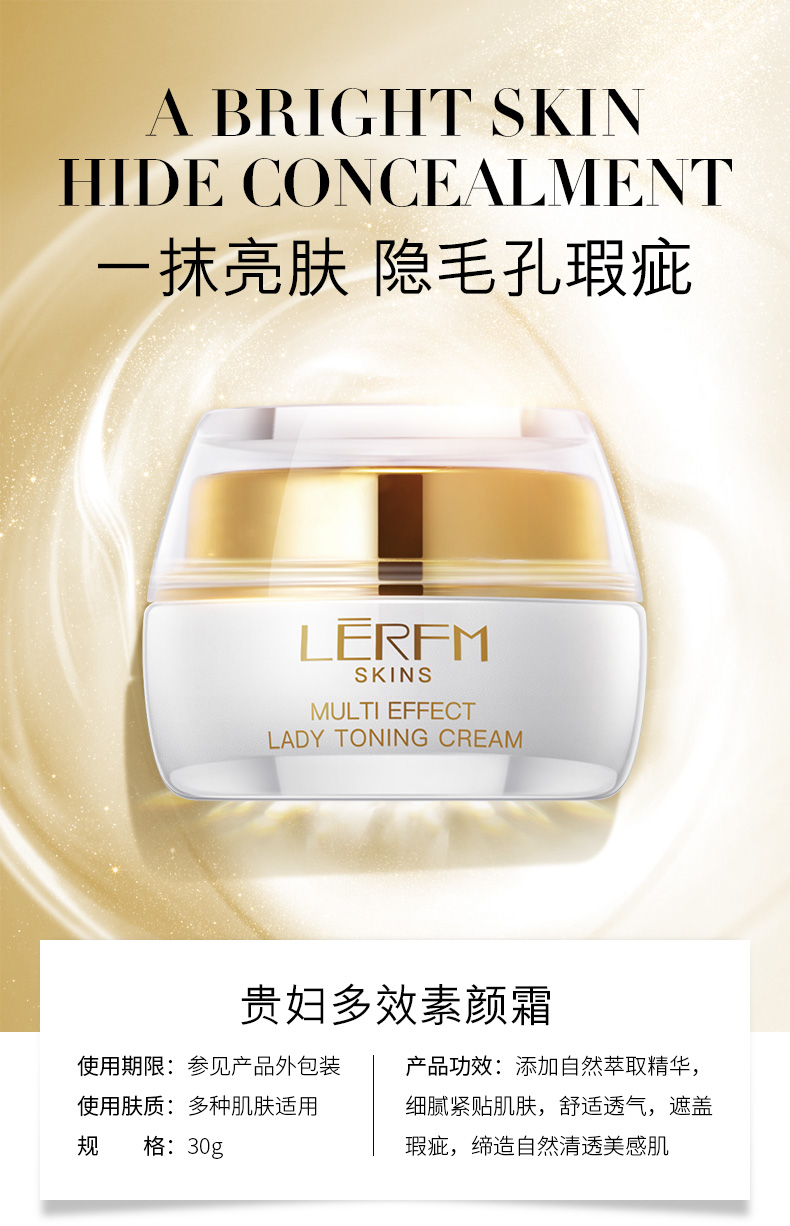 A BRIGHT SKIN
HIDE CONCEALMENT
一抹亮肤 隐毛孔瑕疵
LĒRFM
SKINS
MULTI EFFECT
LADY TONING CREAM
贵妇多效素颜霜
使用期限：参见产品外包装
使用肤质：多种肌肤适用
规　　格：30g
产品功效：添加自然萃取精华，
细腻紧贴肌肤，舒适透气，遮盖
瑕疵，缔造自然清透美感肌